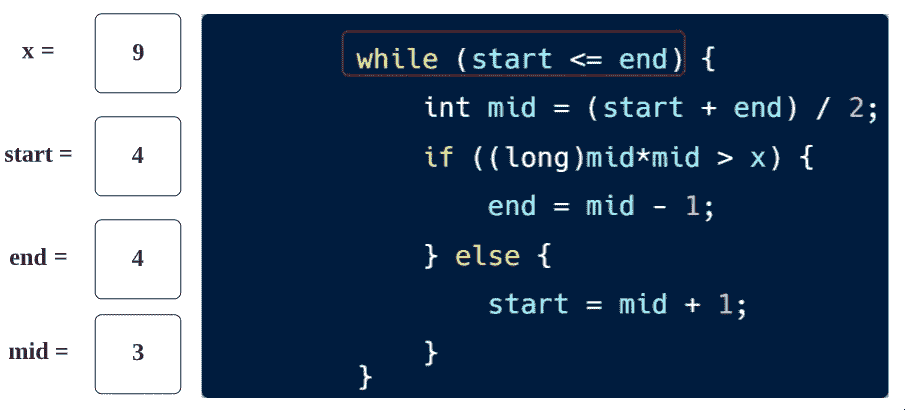 x = 9
start = 4
end = 4
mid = 3
while (start <= end) {
int mid = (start + end) / 2;
if ((long)mid*mid > x) {
end = mid - 1;
} else {
start = mid + 1;
}
}